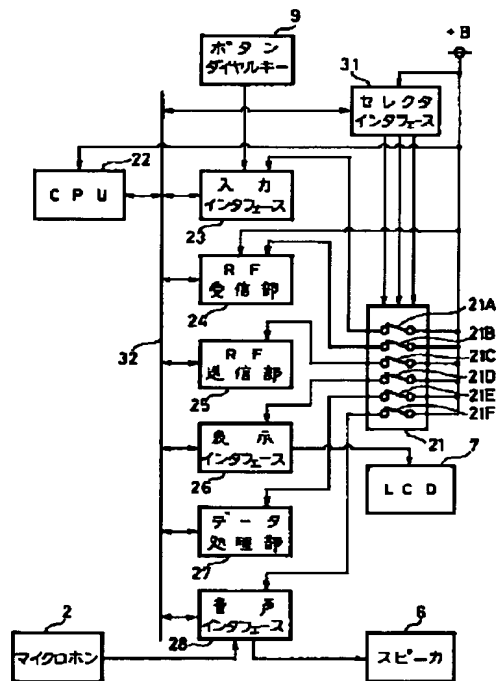 9
ボタン
ダイヤルキー
+B
31
セレクタ
インタフェース
22
CPU
入力
インタフェース
23
RF
受信部
24
21A
21B
21C
21D
21E
21F
32
RF
送信部
25
表示
インタフェース
26
21
7
LCD
データ
処理部
27
2
音声
インタフェース
28
6
マイクロホン
スピーカ